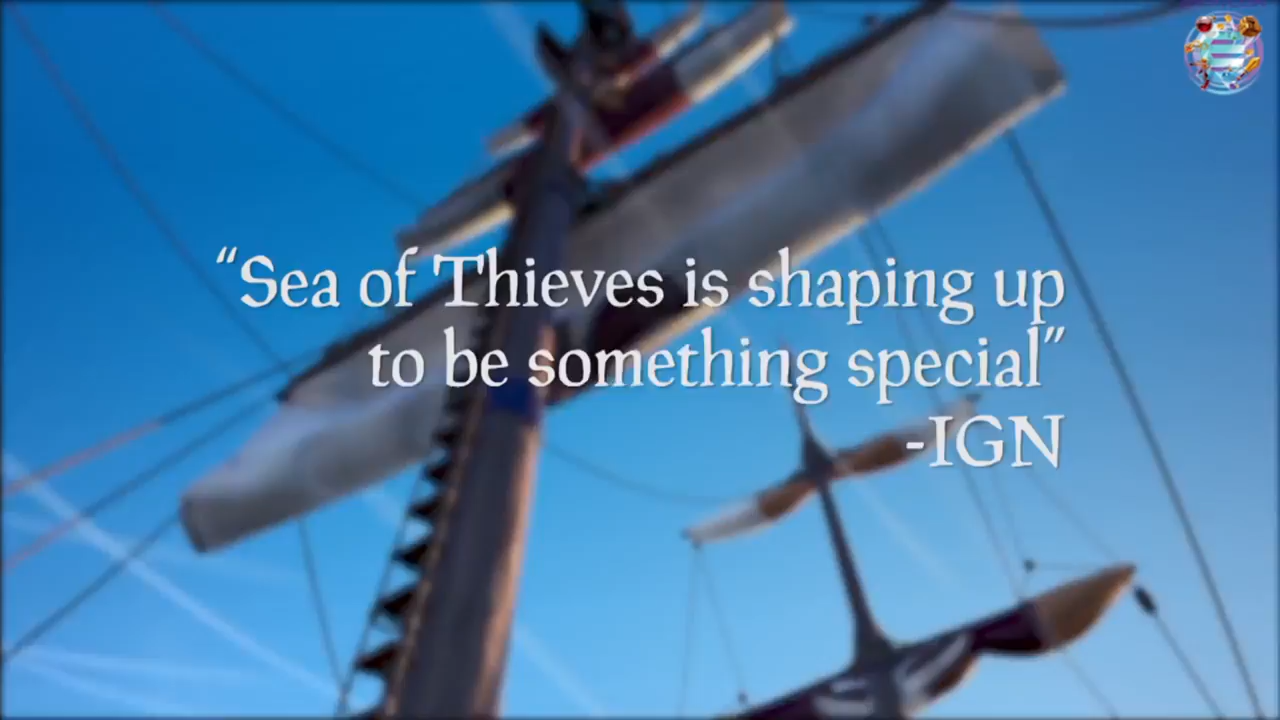 “Sea of Thieves is shaping up
to be something special”
-IGN